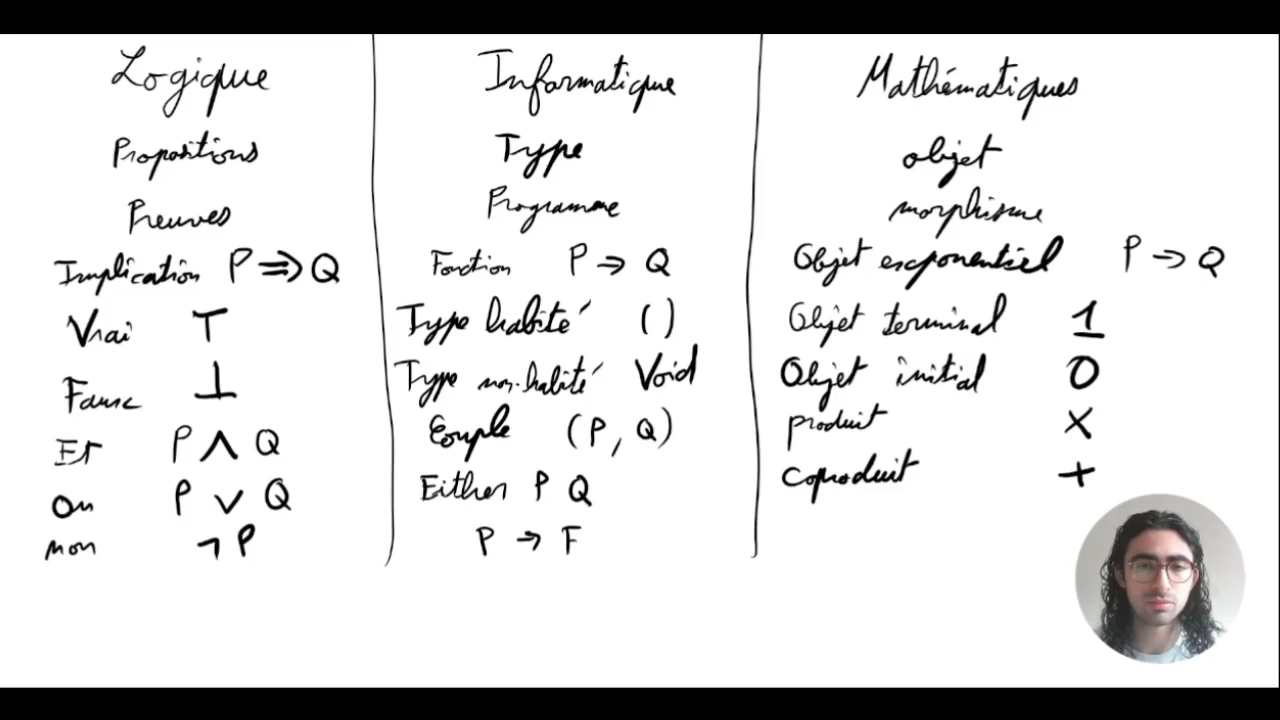 Logique
Propositions
Preuves
Implication P ⇒ Q
Vrai ⊤
Faux ⊥
Et P ∧ Q
Ou P ∨ Q
non ¬ P
Informatique
Type
Programme
Fonction P → Q
Type habité ()
Type non-habité Void
Couple (P, Q)
Either P Q
P → F
Mathématiques
objet
morphisme
Objet exponentiel P → Q
Objet terminal 1
Objet initial 0
produit ×
coproduit +